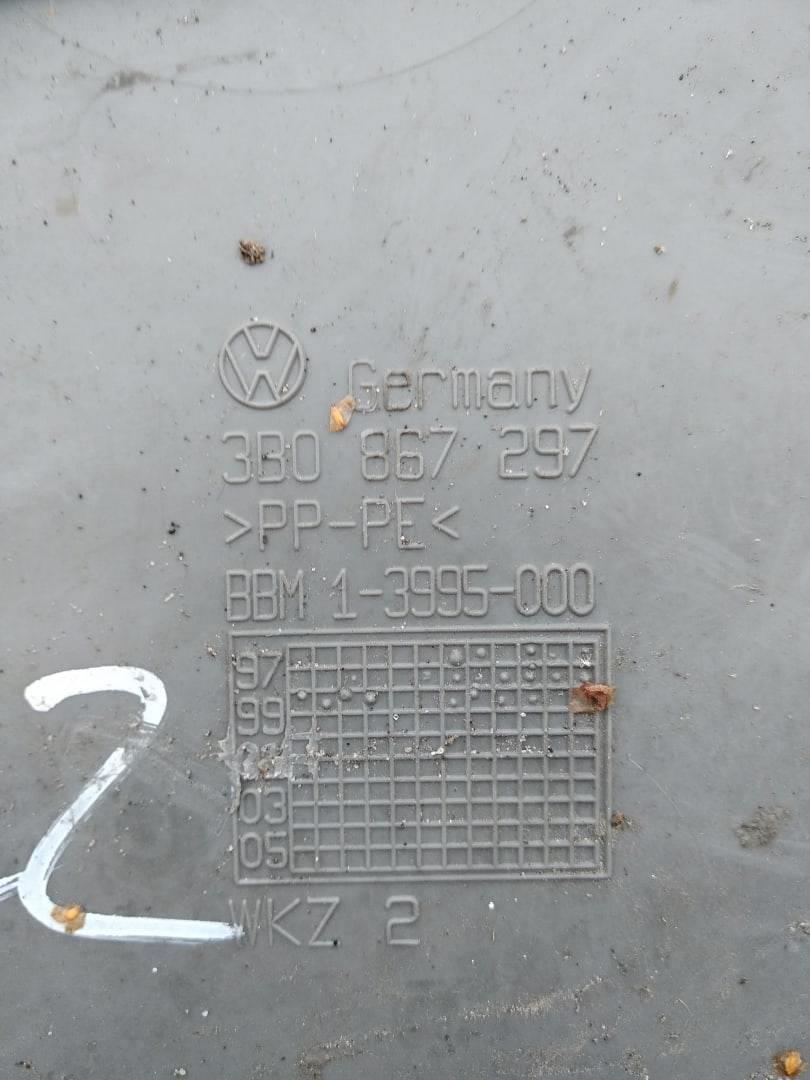 Germany
3B0 867 297
>PP-PE<
BBM 1-3995-000
97
99
03
05
WKZ 2
2